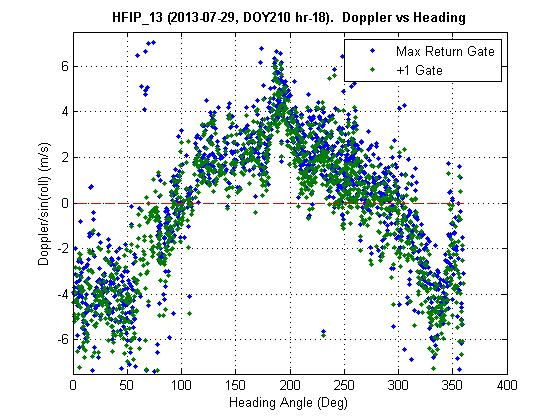 HFIP_13 (2013-07-29, DOY210 hr-18).  Doppler vs Heading
Max Return Gate
+1 Gate
6
4
2
0
-2
-4
-6
Doppler/sin(roll) (m/s)
0 50 100 150 200 250 300 350 400
Heading Angle (Deg)